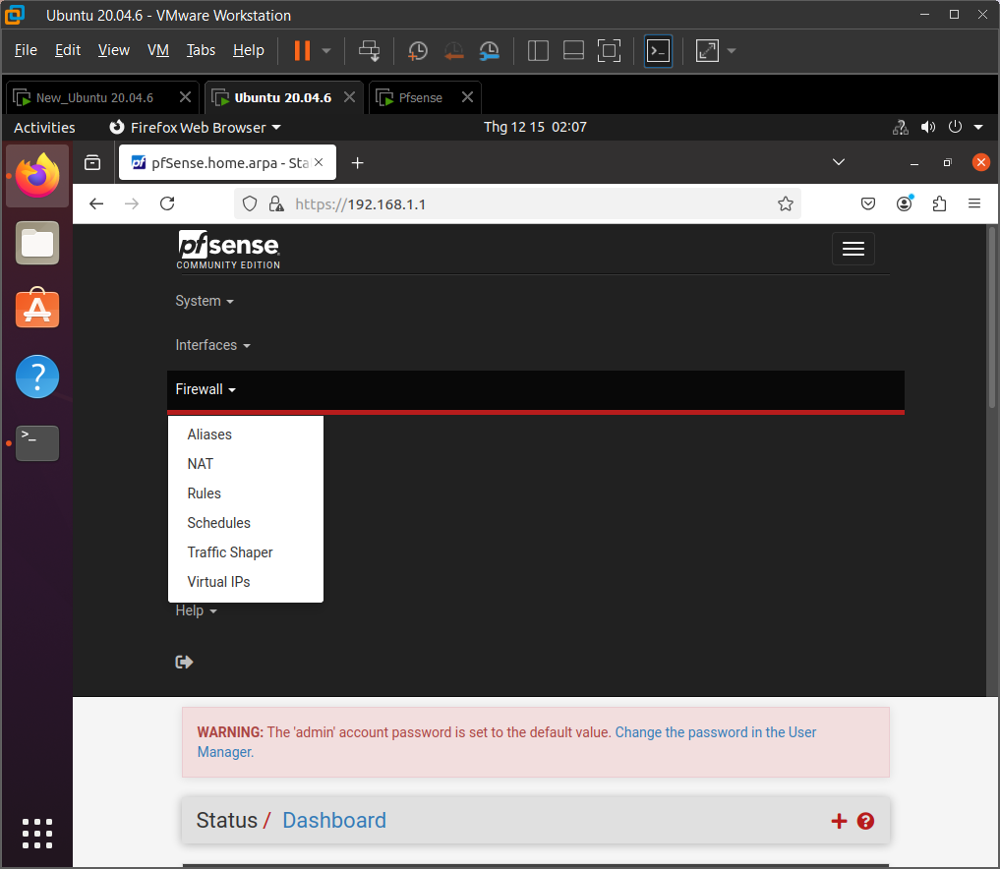 Ubuntu 20.04.6 - VMware Workstation
File Edit View VM Tabs Help
New_Ubuntu 20.04.6 Ubuntu 20.04.6 Pfsense
Activities Firefox Web Browser Thg 12 15 02:07
pfSense.home.arpa - Sta
https://192.168.1.1
pfsense
COMMUNITY EDITION
System
Interfaces
Firewall
Aliases
NAT
Rules
Schedules
Traffic Shaper
Virtual IPs
Help
WARNING: The 'admin' account password is set to the default value. Change the password in the User
Manager.
Status / Dashboard